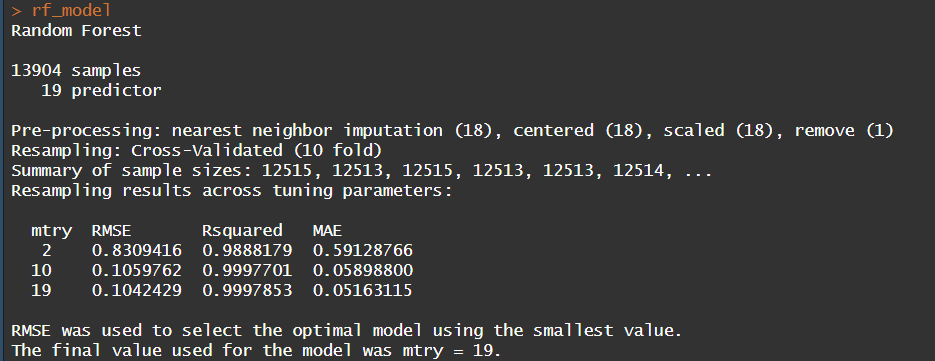 > rf_model
Random Forest
13904 samples
19 predictor
Pre-processing: nearest neighbor imputation (18), centered (18), scaled (18), remove (1)
Resampling: Cross-Validated (10 fold)
Summary of sample sizes: 12515, 12513, 12515, 12513, 12513, 12514, ...
Resampling results across tuning parameters:
mtry RMSE Rsquared MAE
2 0.8309416 0.9888179 0.59128766
10 0.1059762 0.9997701 0.05898800
19 0.1042429 0.9997853 0.05163115
RMSE was used to select the optimal model using the smallest value.
The final value used for the model was mtry = 19.